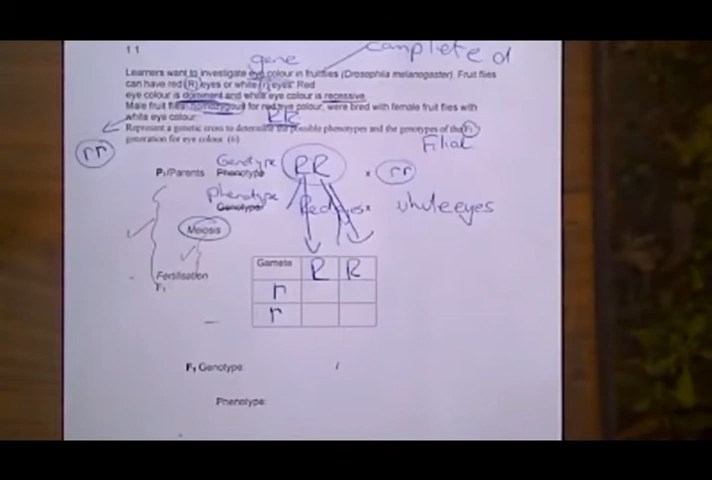 1 1
gene
complete d
Learners want to investigate eye colour in fruitflies (Drosophila melanogaster). Fruit flies
can have red (R) eyes or white (r) eyes. Red
eye colour is dominant and white eye colour is recessive.
Male fruit flies, homozygous for red eye colour, were bred with female fruit flies with
white eye colour. RR
Represent a genetic cross to determine the possible phenotypes and the genotypes of the F1
generation for eye colour. (6)
Filial
rr
Genotype
P1/Parents Phenotype RR x rr
phenotype
Genotype Red eyes x white eyes
Meiosis
Fertilisation
F1
Gamete R R
r
r
F1 Genotype:
Phenotype: